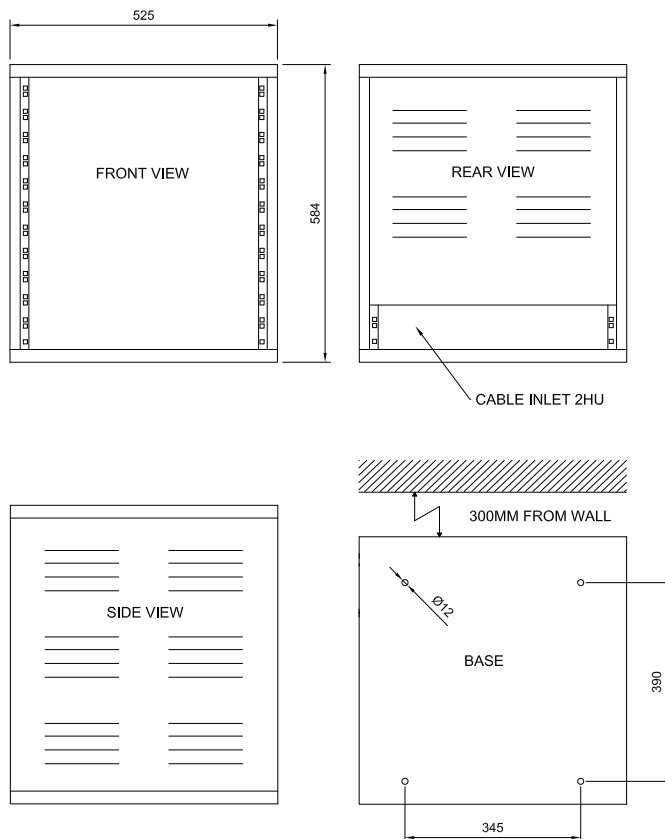 525
FRONT VIEW
584
REAR VIEW
CABLE INLET 2HU
300MM FROM WALL
SIDE VIEW
Ø12
BASE
390
345